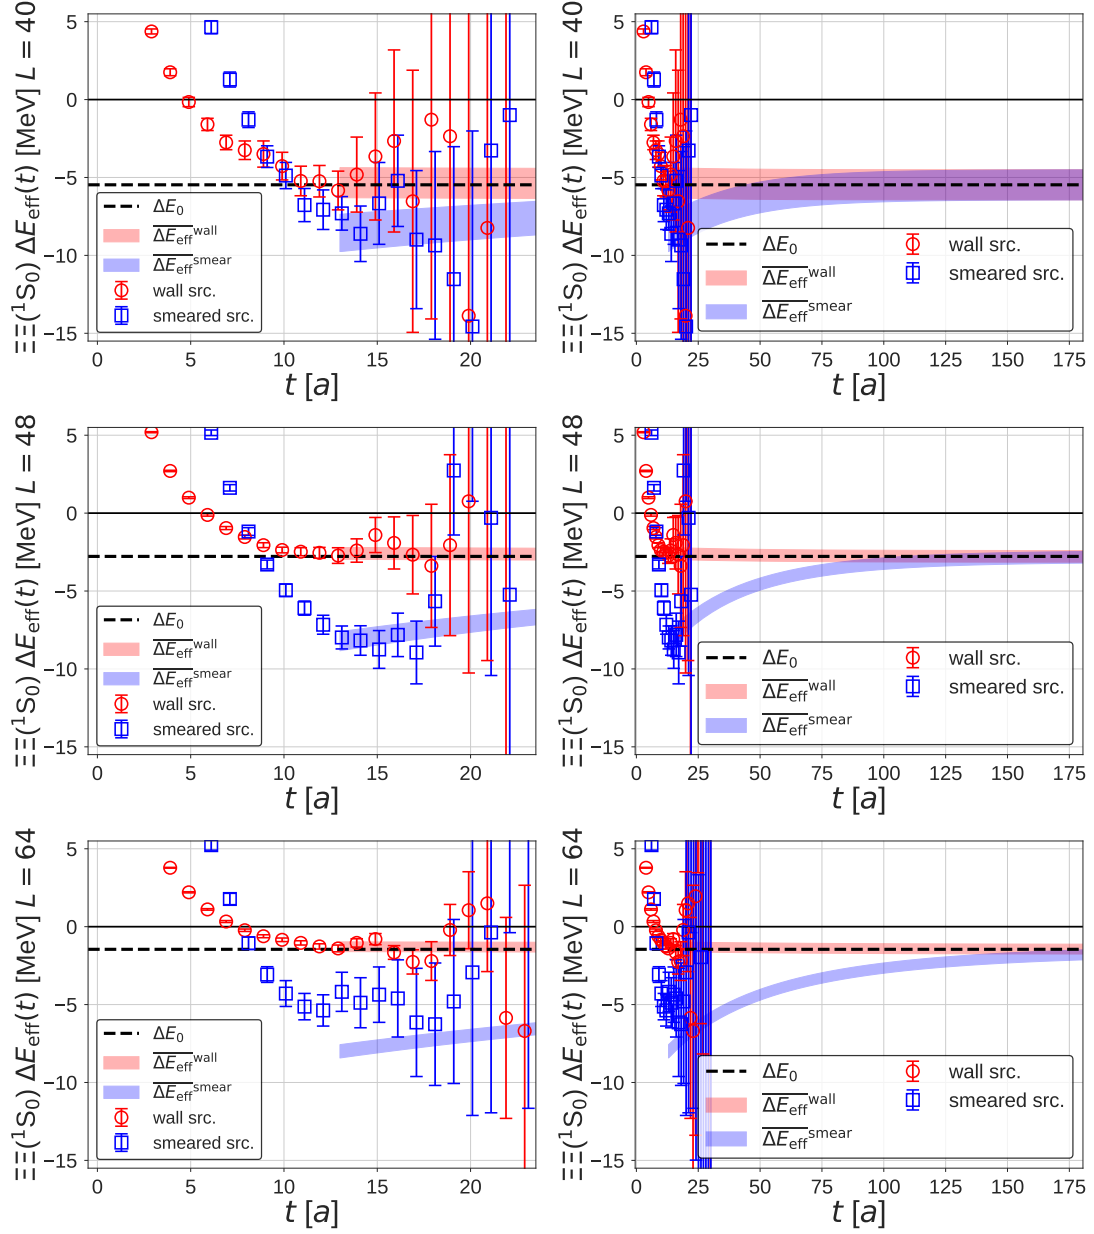 ΞΞ(¹S₀) ΔE_eff(t) [MeV] L = 40
5
0
−5
−10
−15
ΔE₀
ΔE_eff^wall
ΔE_eff^smear
wall src.
smeared src.
0 5 10 15 20
t [a]
ΞΞ(¹S₀) ΔE_eff(t) [MeV] L = 40
5
0
−5
−10
−15
ΔE₀
ΔE_eff^wall
ΔE_eff^smear
wall src.
smeared src.
0 25 50 75 100 125 150 175
t [a]
ΞΞ(¹S₀) ΔE_eff(t) [MeV] L = 48
5
0
−5
−10
−15
ΔE₀
ΔE_eff^wall
ΔE_eff^smear
wall src.
smeared src.
0 5 10 15 20
t [a]
ΞΞ(¹S₀) ΔE_eff(t) [MeV] L = 48
5
0
−5
−10
−15
ΔE₀
ΔE_eff^wall
ΔE_eff^smear
wall src.
smeared src.
0 25 50 75 100 125 150 175
t [a]
ΞΞ(¹S₀) ΔE_eff(t) [MeV] L = 64
5
0
−5
−10
−15
ΔE₀
ΔE_eff^wall
ΔE_eff^smear
wall src.
smeared src.
0 5 10 15 20
t [a]
ΞΞ(¹S₀) ΔE_eff(t) [MeV] L = 64
5
0
−5
−10
−15
ΔE₀
ΔE_eff^wall
ΔE_eff^smear
wall src.
smeared src.
0 25 50 75 100 125 150 175
t [a]